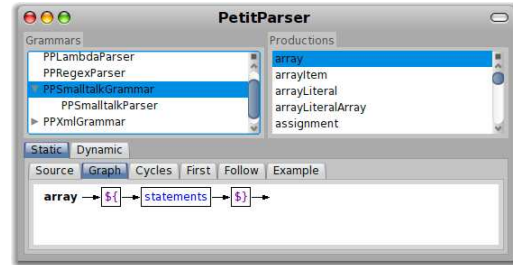 PetitParser
Grammars
PPLambdaParser
PPRegexParser
PPSmalltalkGrammar
PPSmalltalkParser
PPXmlGrammar
Productions
array
arrayItem
arrayLiteral
arrayLiteralArray
assignment
Static Dynamic
Source Graph Cycles First Follow Example
array ${ statements $}